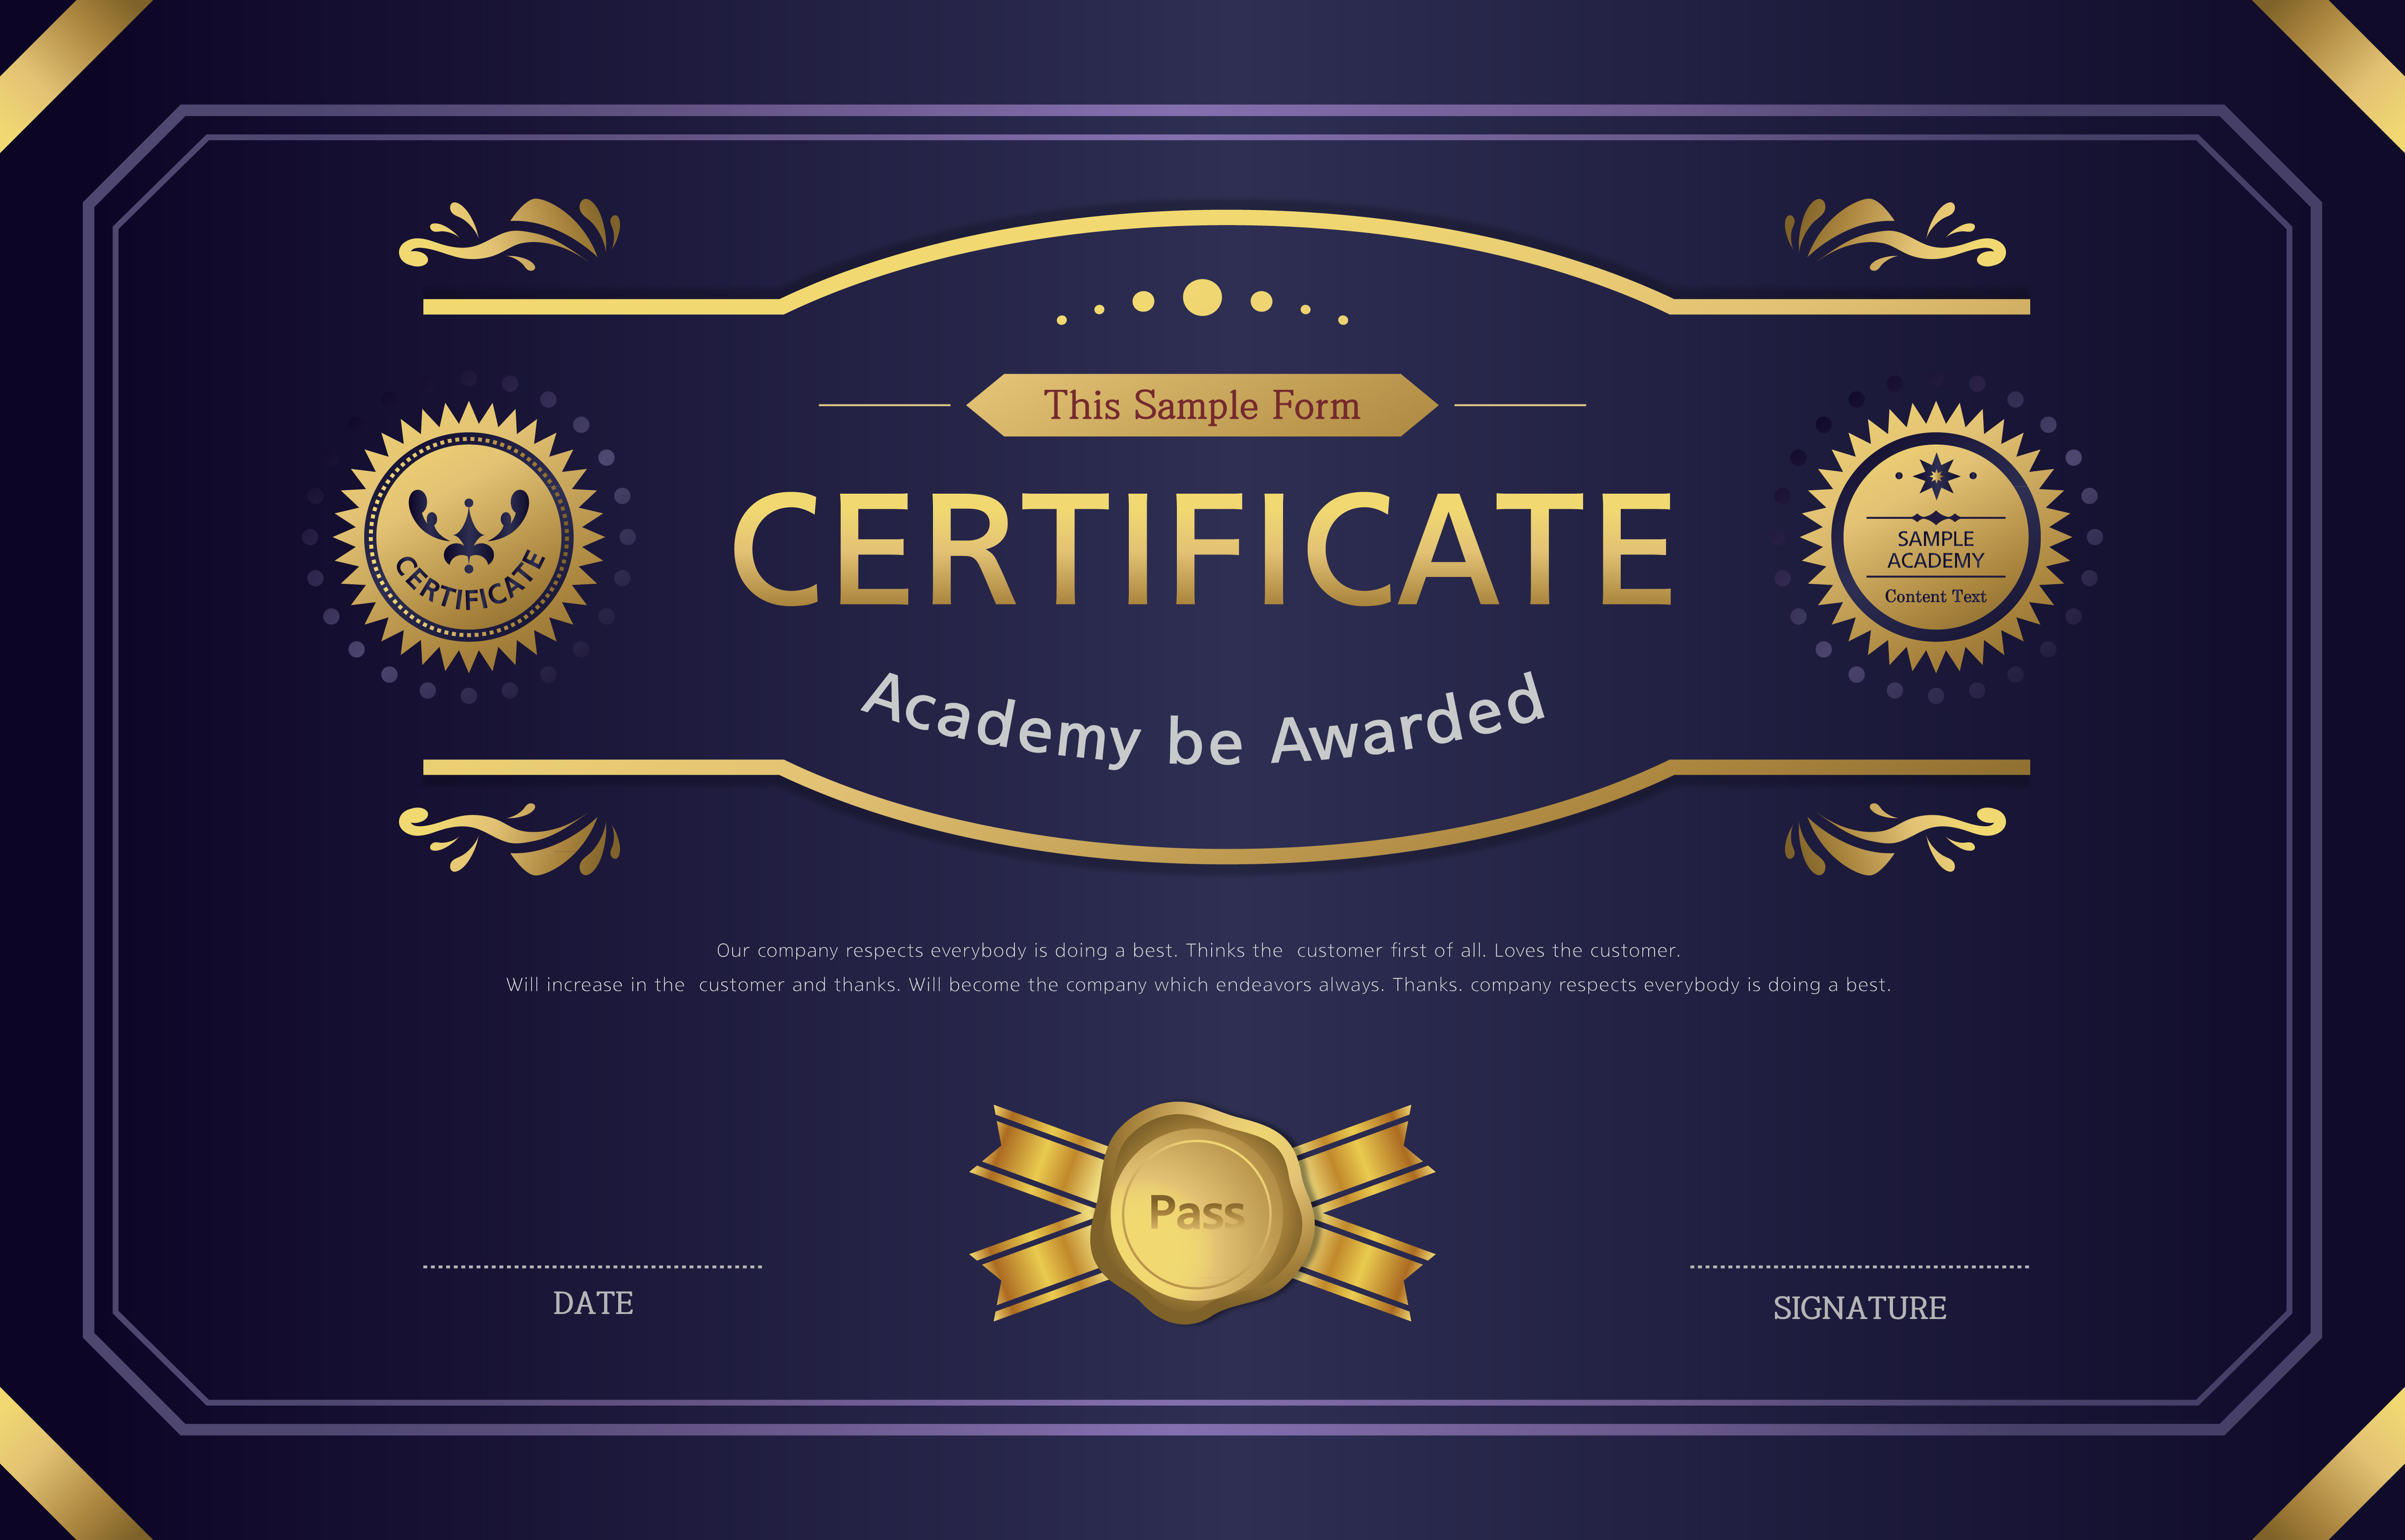 This Sample Form
CERTIFICATE
CERTIFICATE
SAMPLE
ACADEMY
Content Text
Academy be Awarded
Our company respects everybody is doing a best. Thinks the  customer first of all. Loves the customer.
Will increase in the  customer and thanks. Will become the company which endeavors always. Thanks. company respects everybody is doing a best.
Pass
DATE
SIGNATURE